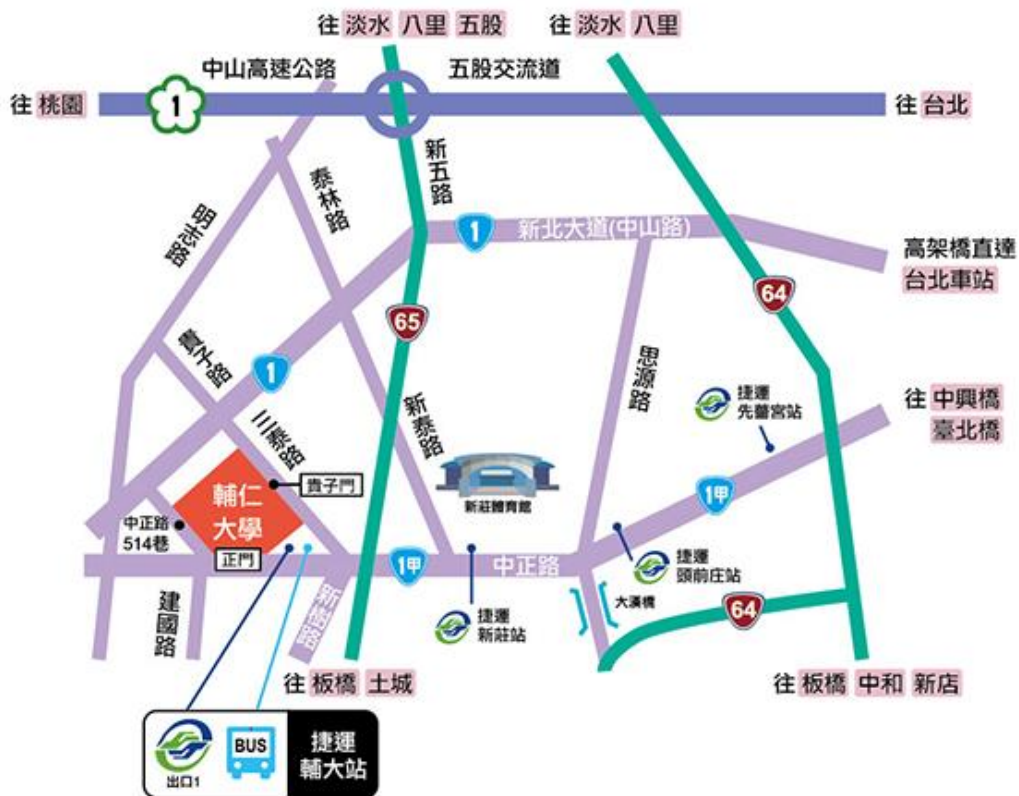 往 淡水 八里 五股
往 淡水 八里
中山高速公路
五股交流道
往 桃園
1
往 台北
新五路
泰林路
明志路
1
新北大道(中山路)
高架橋直達
台北車站
65
64
貴子路
1
思源路
捷運
先嗇宮站
往 中興橋
臺北橋
新泰路
三泰路
輔仁
大學
貴子門
新莊體育館
1甲
中正路
514巷
正門
1甲
中正路
捷運
頭前庄站
建國路
新樹路
捷運
新莊站
大漢橋
64
往 板橋 土城
往 板橋 中和 新店
出口1
BUS
捷運
輔大站